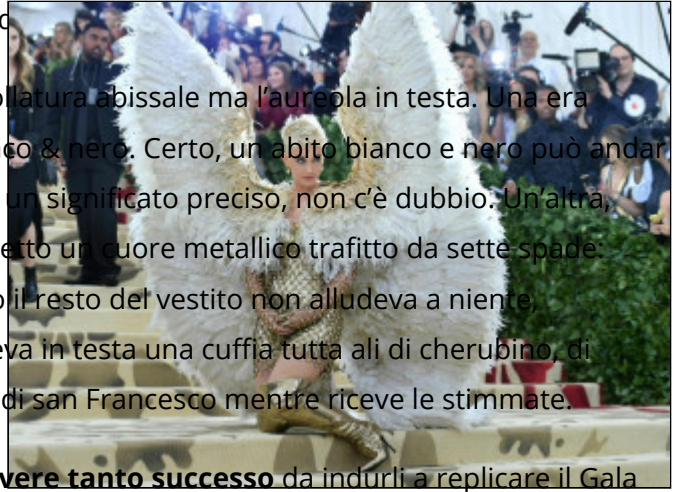 ollatura abissale ma l’aureola in testa. Una era
nco & nero. Certo, un abito bianco e nero può andar
un significato preciso, non c’è dubbio. Un’altra,
etto un cuore metallico trafitto da sette spade:
o il resto del vestito non alludeva a niente,
eva in testa una cuffia tutta ali di cherubino, di
di san Francesco mentre riceve le stimmate.
vere tanto successo da indurli a replicare il Gala